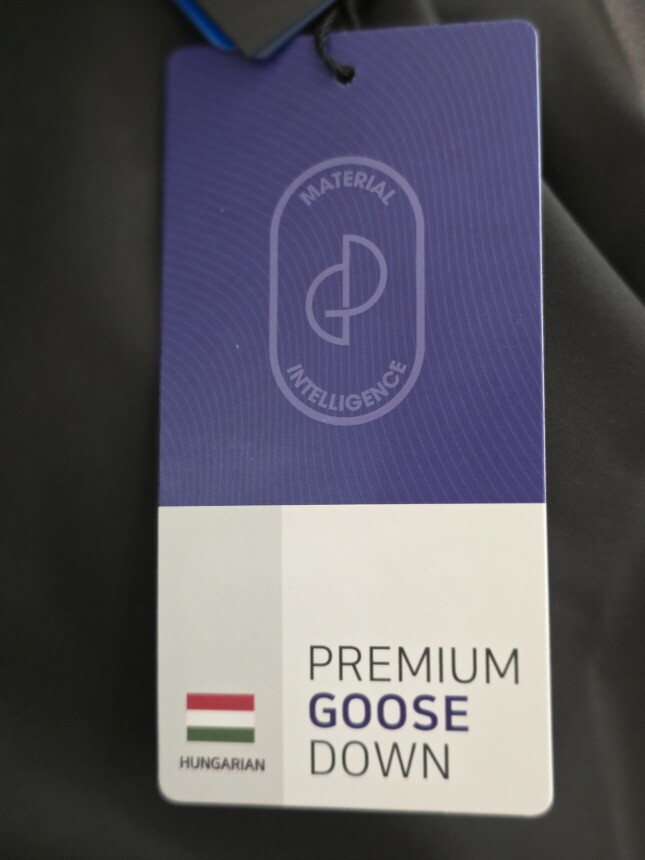 MATERIAL
INTELLIGENCE
PREMIUM
GOOSE
DOWN
HUNGARIAN